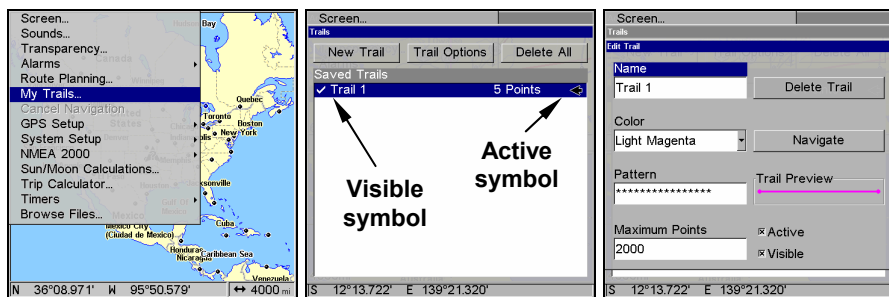 Screen...
Sounds...
Transparency...
Alarms
Route Planning...
My Trails...
Cancel Navigation
GPS Setup
System Setup
NMEA 2000
Sun/Moon Calculations...
Trip Calculator...
Timers
Browse Files...
Bay
Canada
Quebec
Toronto
Boston
New York
Mexico
Mexico City
(Ciudad de Mexico)
Cuba
Honduras
Nicaragua
Caribbean Sea
Venezuela
N 36°08.971' W 95°50.579' ↔ 4000 mi
Screen...
Trails
New Trail Trail Options Delete All
Saved Trails
✓ Trail 1 5 Points
Visible symbol
Active symbol
S 12°13.722' E 139°21.320'
Screen...
Trails
Edit Trail
Name
Trail 1
Delete Trail
Color
Light Magenta
Navigate
Pattern
****************
Trail Preview
Maximum Points
2000
Active
Visible
S 12°13.722' E 139°21.320'